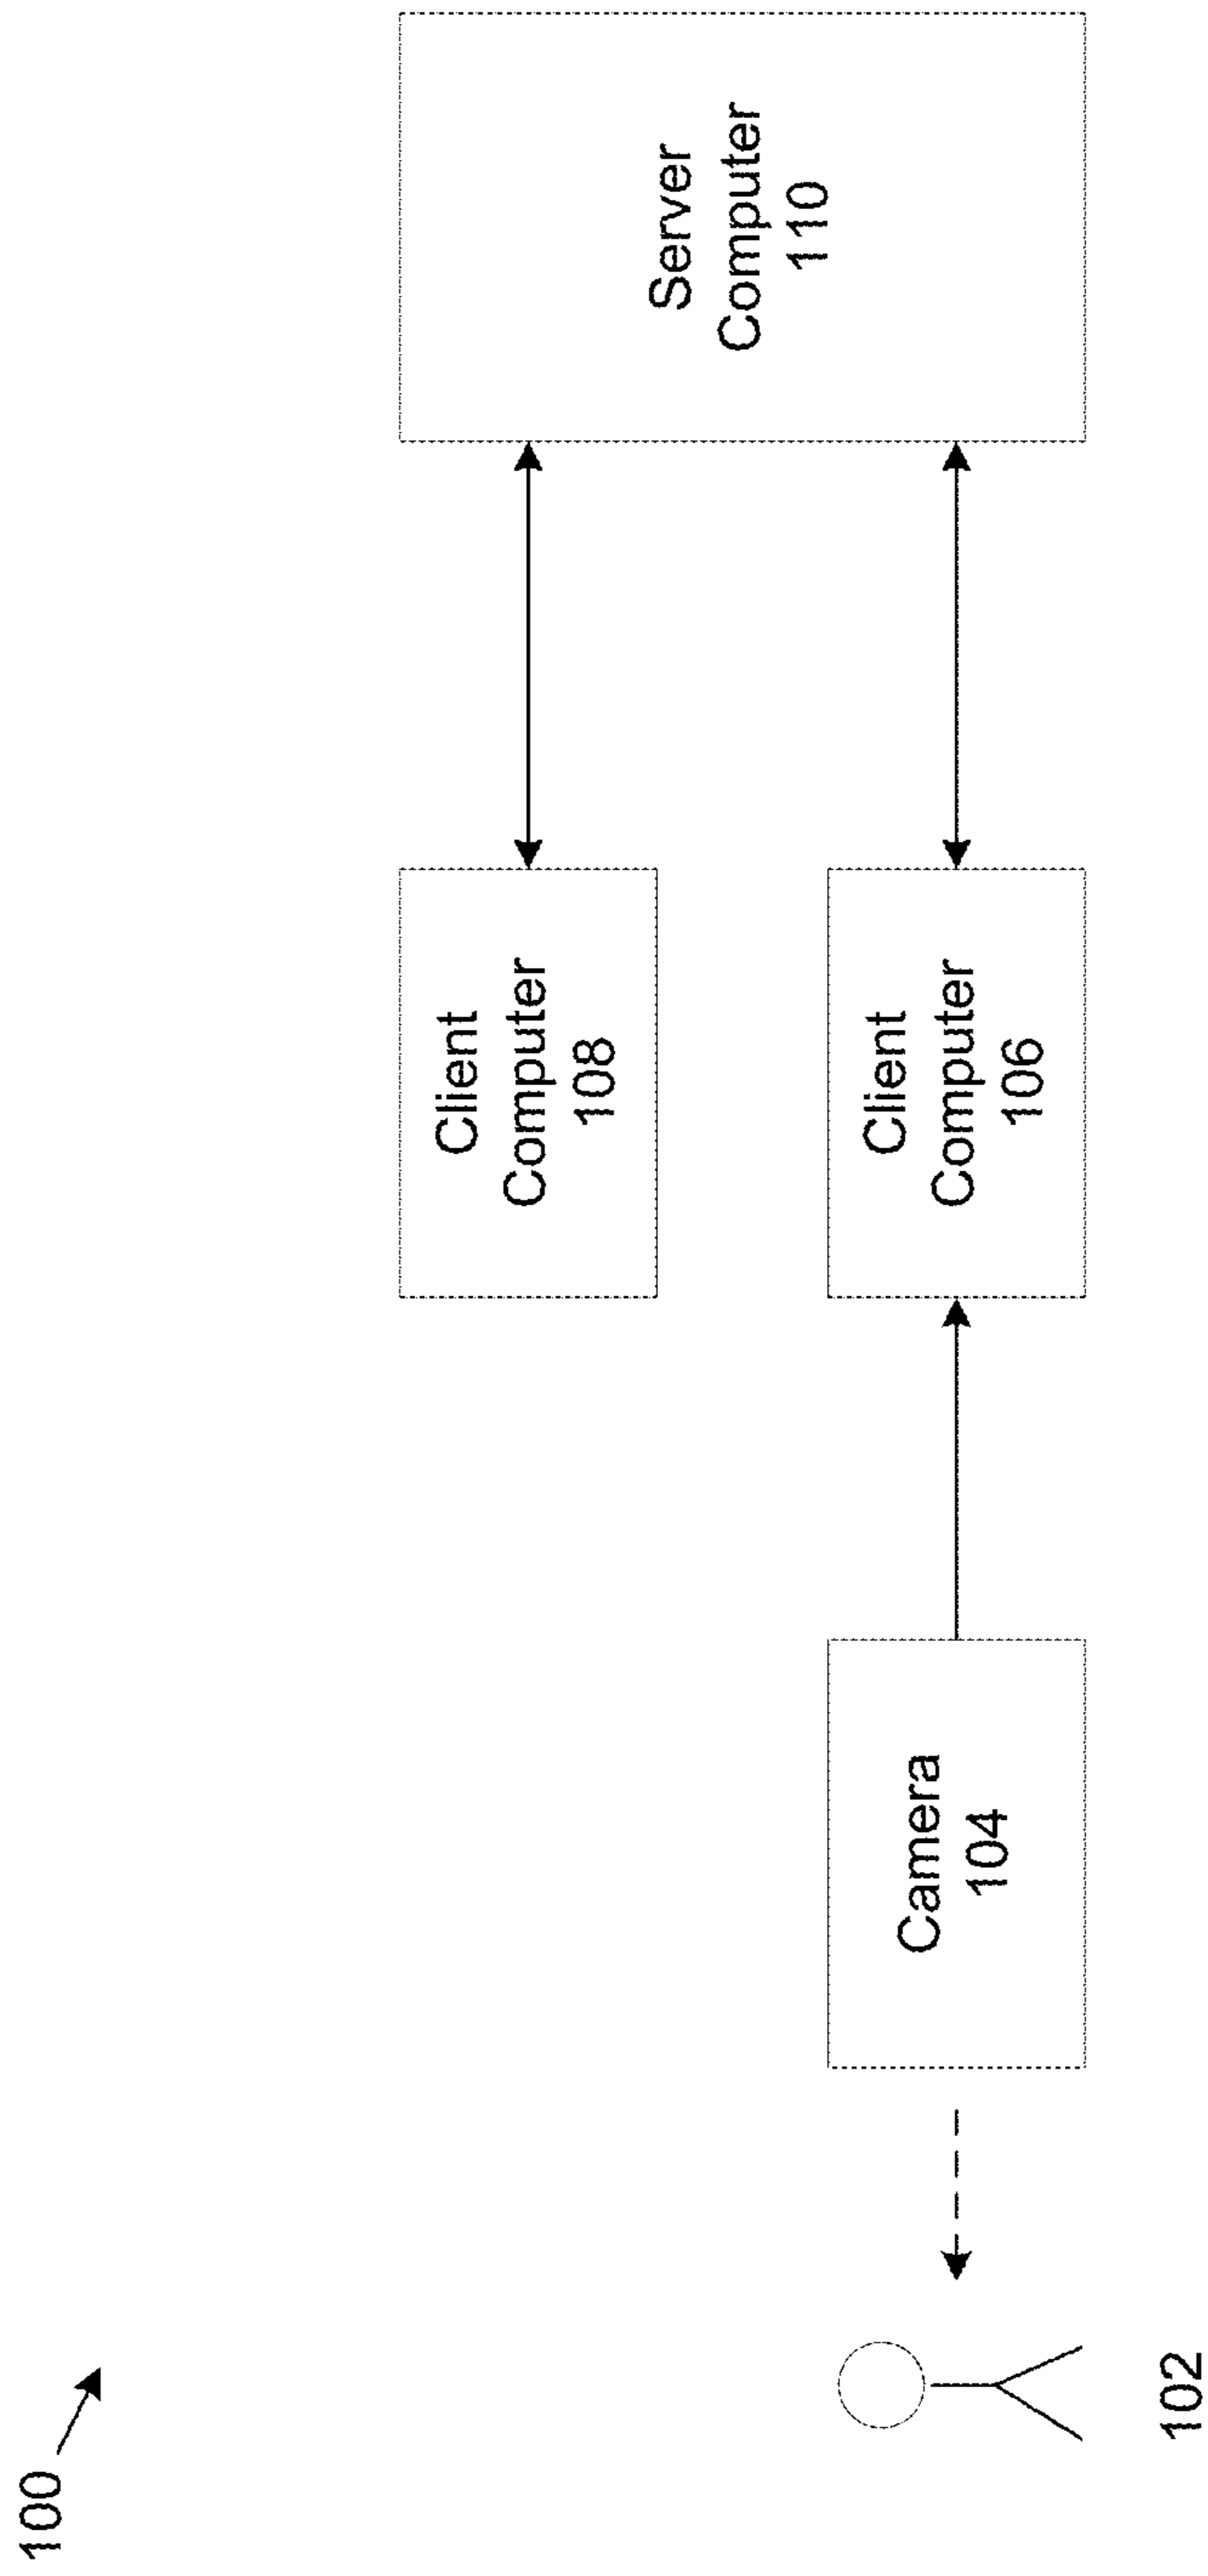 100
Client
Computer
108
Server
Computer
110
Camera
104
Client
Computer
106
102